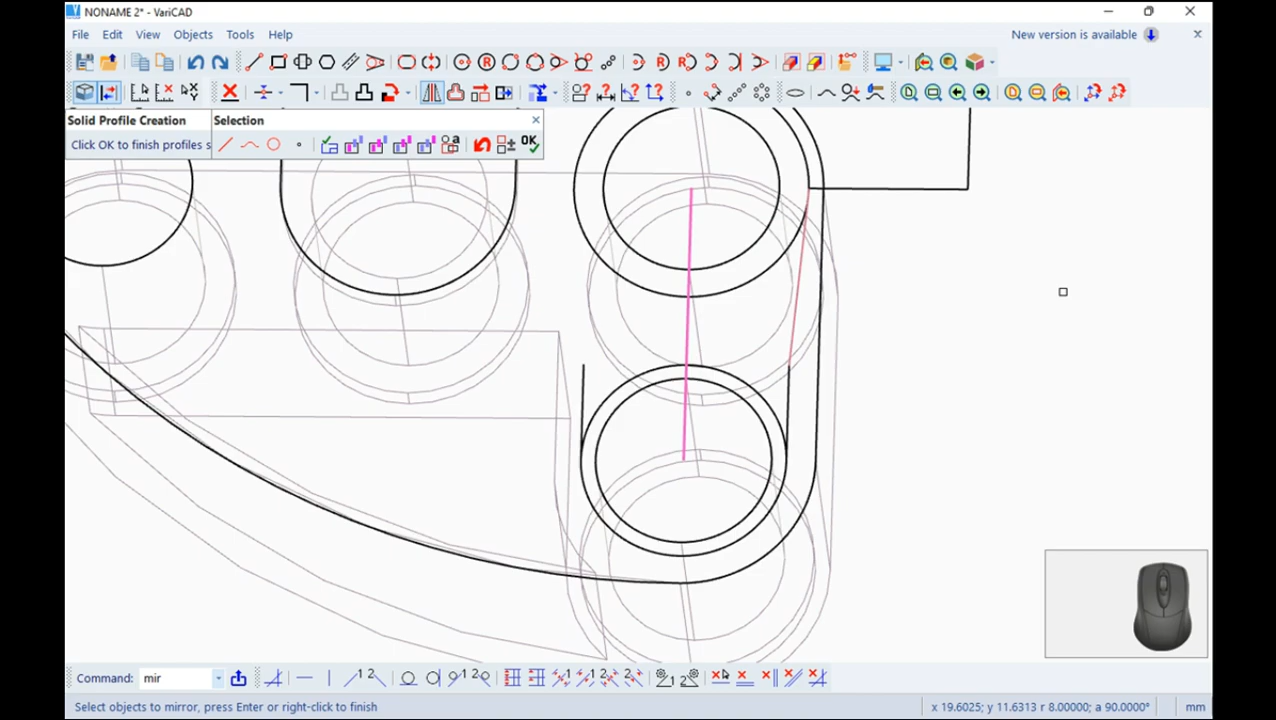 NONAME 2* - VariCAD
File Edit View Objects Tools Help
New version is available
Solid Profile Creation
Selection
Click OK to finish profiles s
OK
Command: mir
Select objects to mirror, press Enter or right-click to finish
x 19.6025; y 11.6313 r 8.00000; a 90.0000°
mm